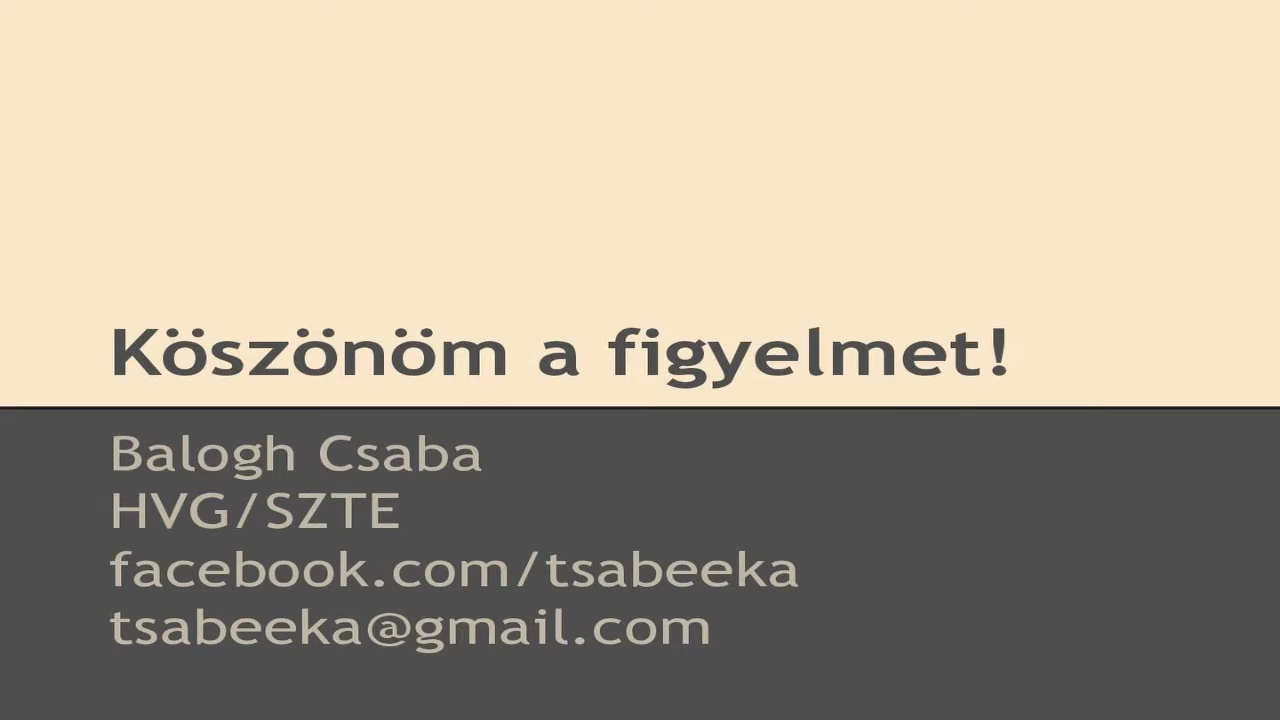 Köszönöm a figyelmet!
Balogh Csaba
HVG/SZTE
facebook.com/tsabeeka
tsabeeka@gmail.com